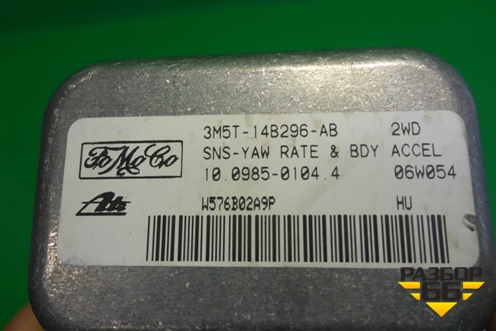 3M5T-14B296-AB 2WD
FoMoCo
SNS-YAW RATE & BDY ACCEL
10.0985-0104.4 06W054
Ate
W576B02A9P HU
РАЗБОР
66